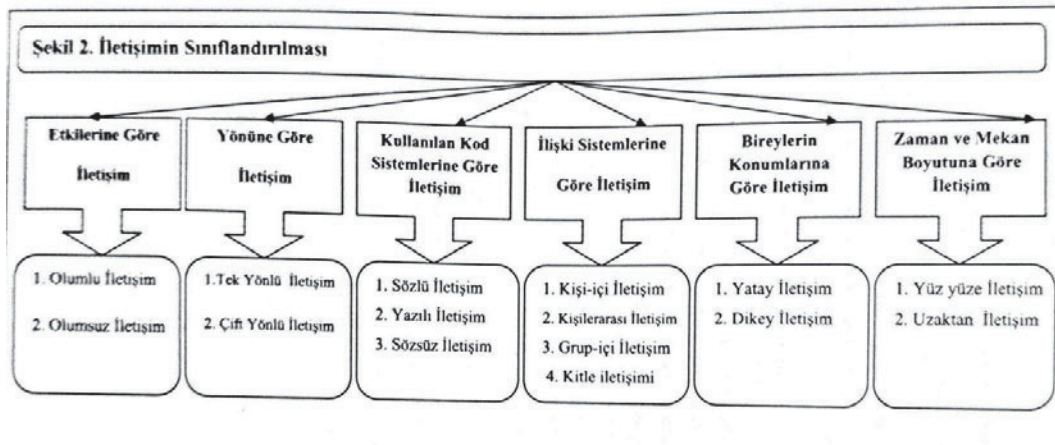 Şekil 2. İletişimin Sınıflandırılması
Etkilerine Göre
İletişim
Yönüne Göre
İletişim
Kullanılan Kod
Sistemlerine Göre
İletişim
İlişki Sistemlerine
Göre İletişim
Bireylerin
Konumlarına
Göre İletişim
Zaman ve Mekan
Boyutuna Göre
İletişim
1. Olumlu İletişim
2. Olumsuz İletişim
1.Tek Yönlü İletişim
2. Çift Yönlü İletişim
1. Sözlü İletişim
2. Yazılı İletişim
3. Sözsüz İletişim
1. Kişi-içi İletişim
2. Kişilerarası İletişim
3. Grup-içi İletişim
4. Kitle iletişimi
1. Yatay İletişim
2. Dikey İletişim
1. Yüz yüze İletişim
2. Uzaktan İletişim